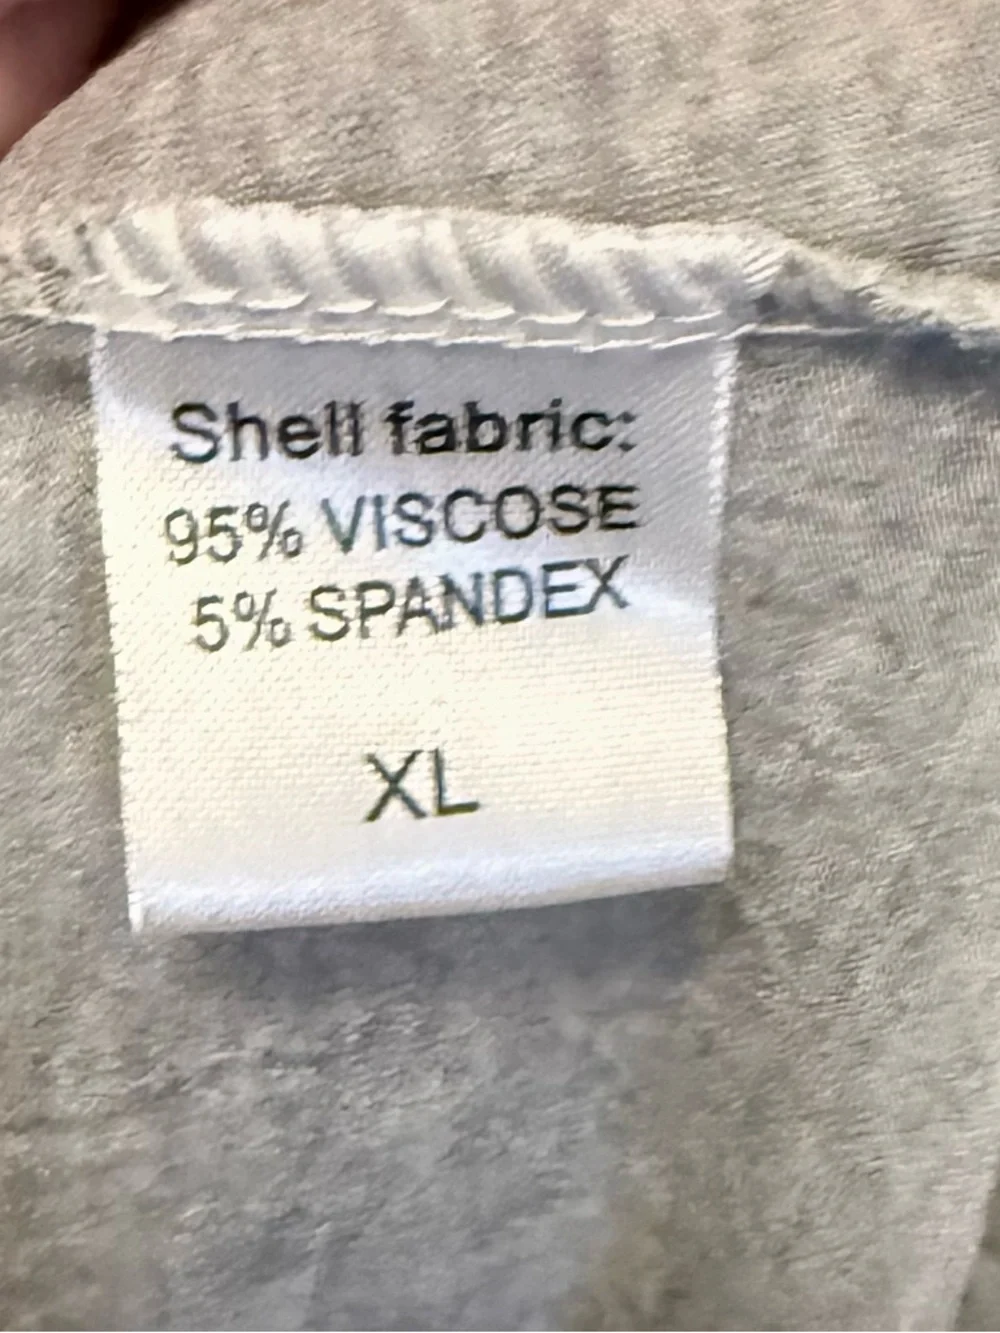 Shell fabric:
95% VISCOSE
5% SPANDEX
XL